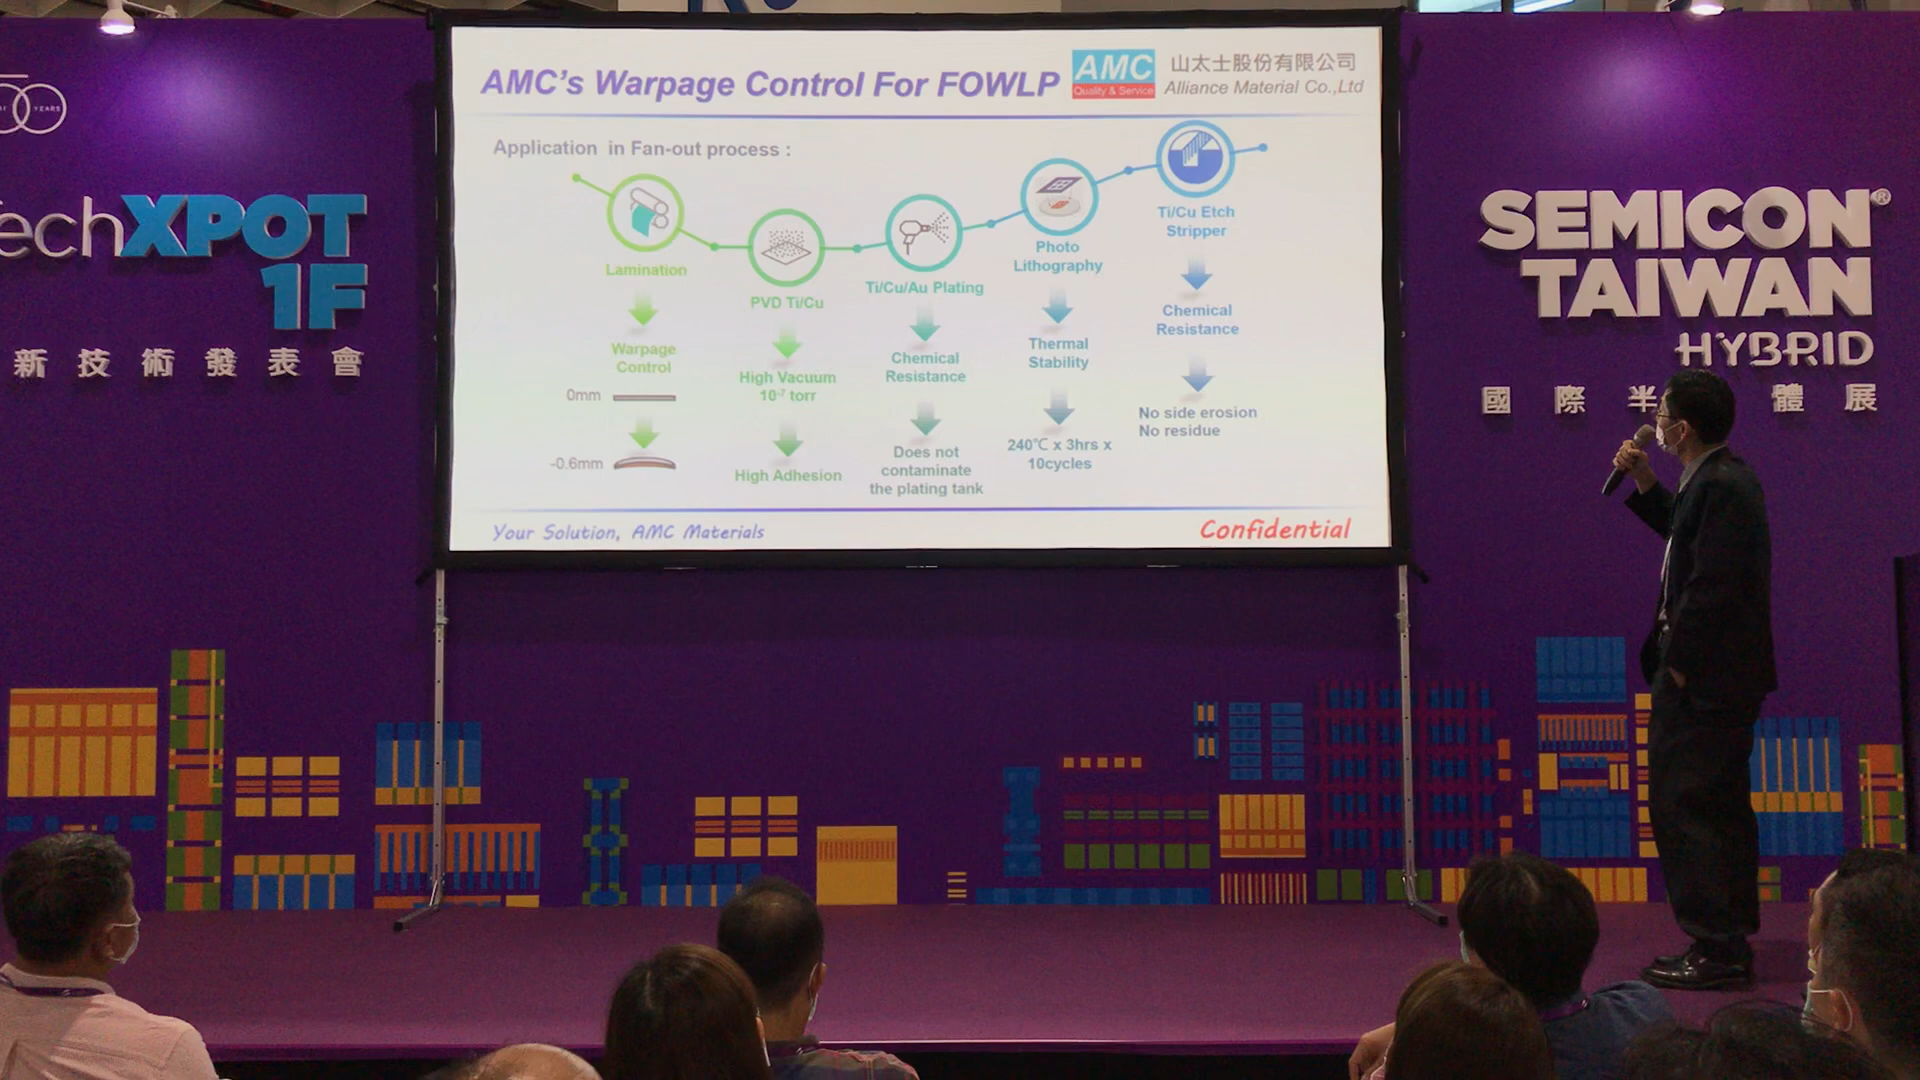 AMC's Warpage Control For FOWLP
AMC
Quality & Service
山太士股份有限公司
Alliance Material Co.,Ltd
Application in Fan-out process :
Lamination
Warpage
Control
0mm
-0.6mm
PVD Ti/Cu
High Vacuum
10⁻⁷ torr
High Adhesion
Ti/Cu/Au Plating
Chemical
Resistance
Does not
contaminate
the plating tank
Photo
Lithography
Thermal
Stability
240℃ x 3hrs x
10cycles
Ti/Cu Etch
Stripper
Chemical
Resistance
No side erosion
No residue
Your Solution, AMC Materials
Confidential
YEARS
echXPOT
1F
新技術發表會
SEMICON®
TAIWAN
HYBRID
國際半體展